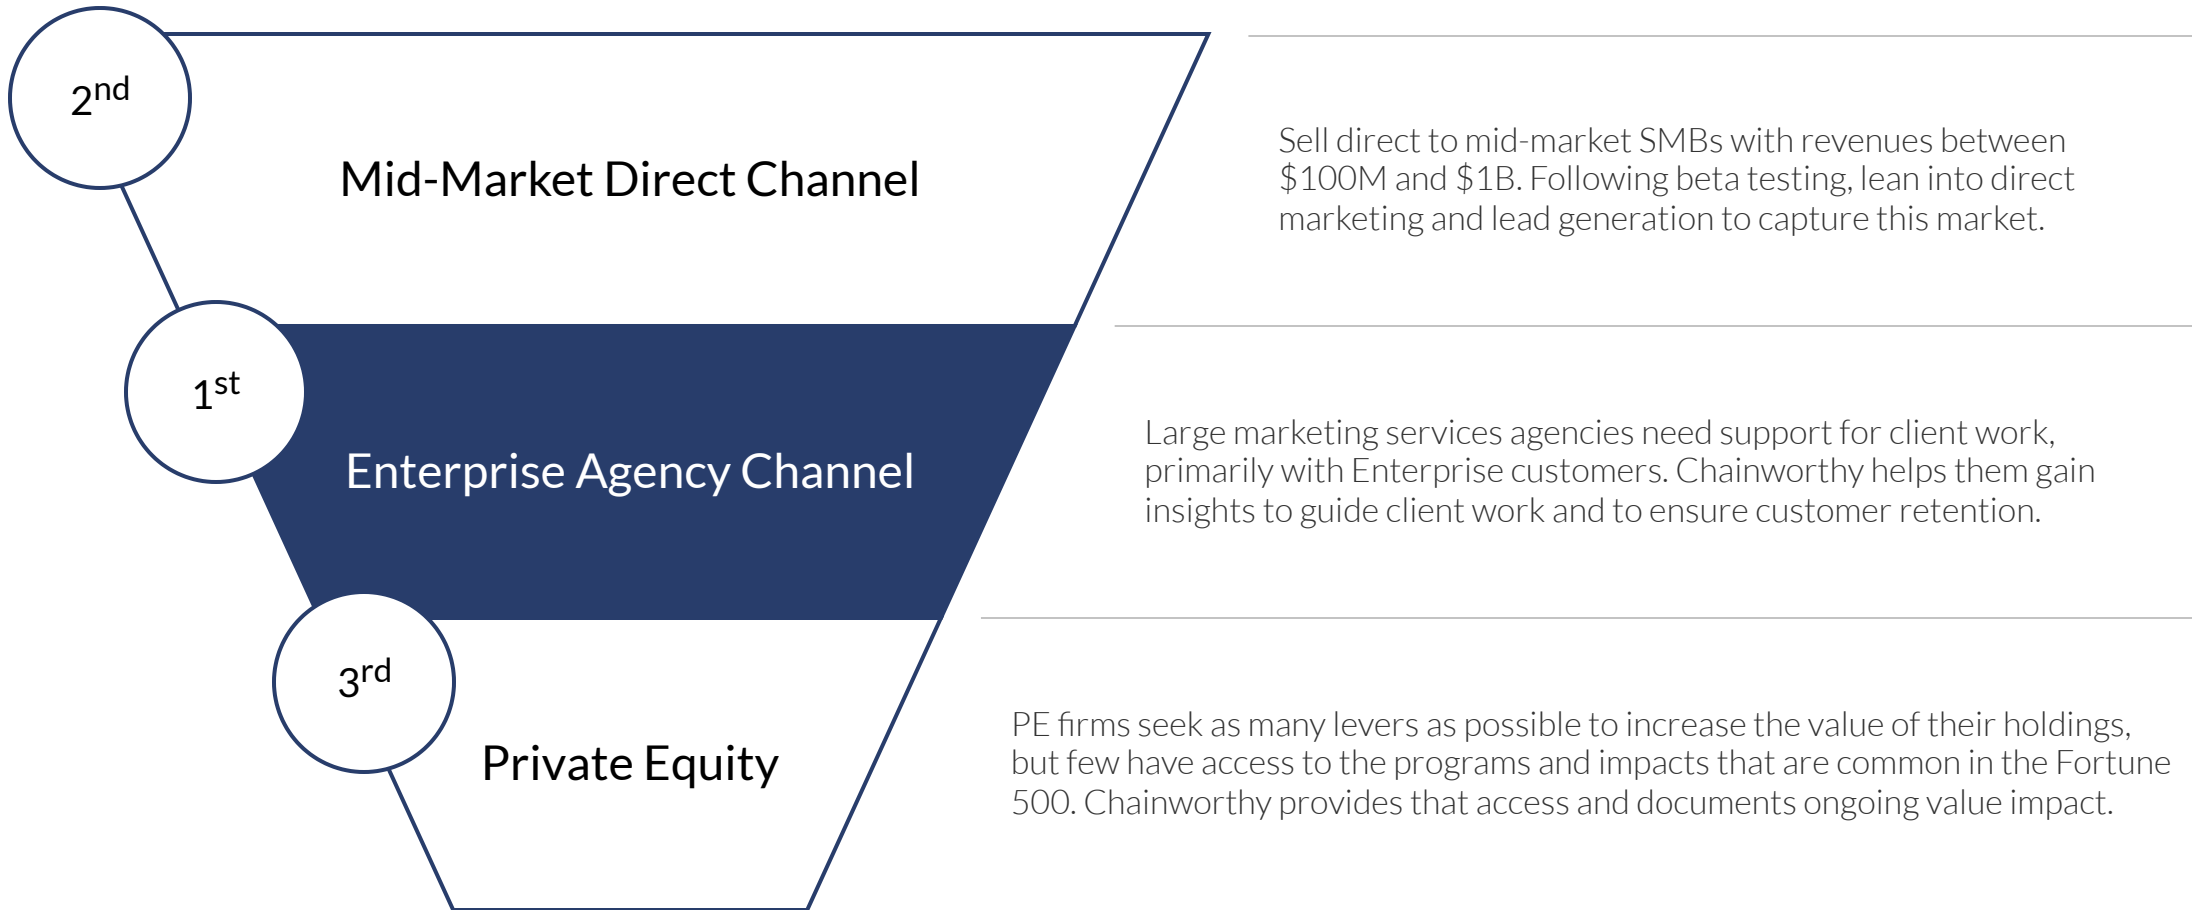 2nd
Mid-Market Direct Channel
Sell direct to mid-market SMBs with revenues between
$100M and $1B. Following beta testing, lean into direct
marketing and lead generation to capture this market.
1st
Enterprise Agency Channel
Large marketing services agencies need support for client work,
primarily with Enterprise customers. Chainworthy helps them gain
insights to guide client work and to ensure customer retention.
3rd
Private Equity
PE firms seek as many levers as possible to increase the value of their holdings,
but few have access to the programs and impacts that are common in the Fortune
500. Chainworthy provides that access and documents ongoing value impact.